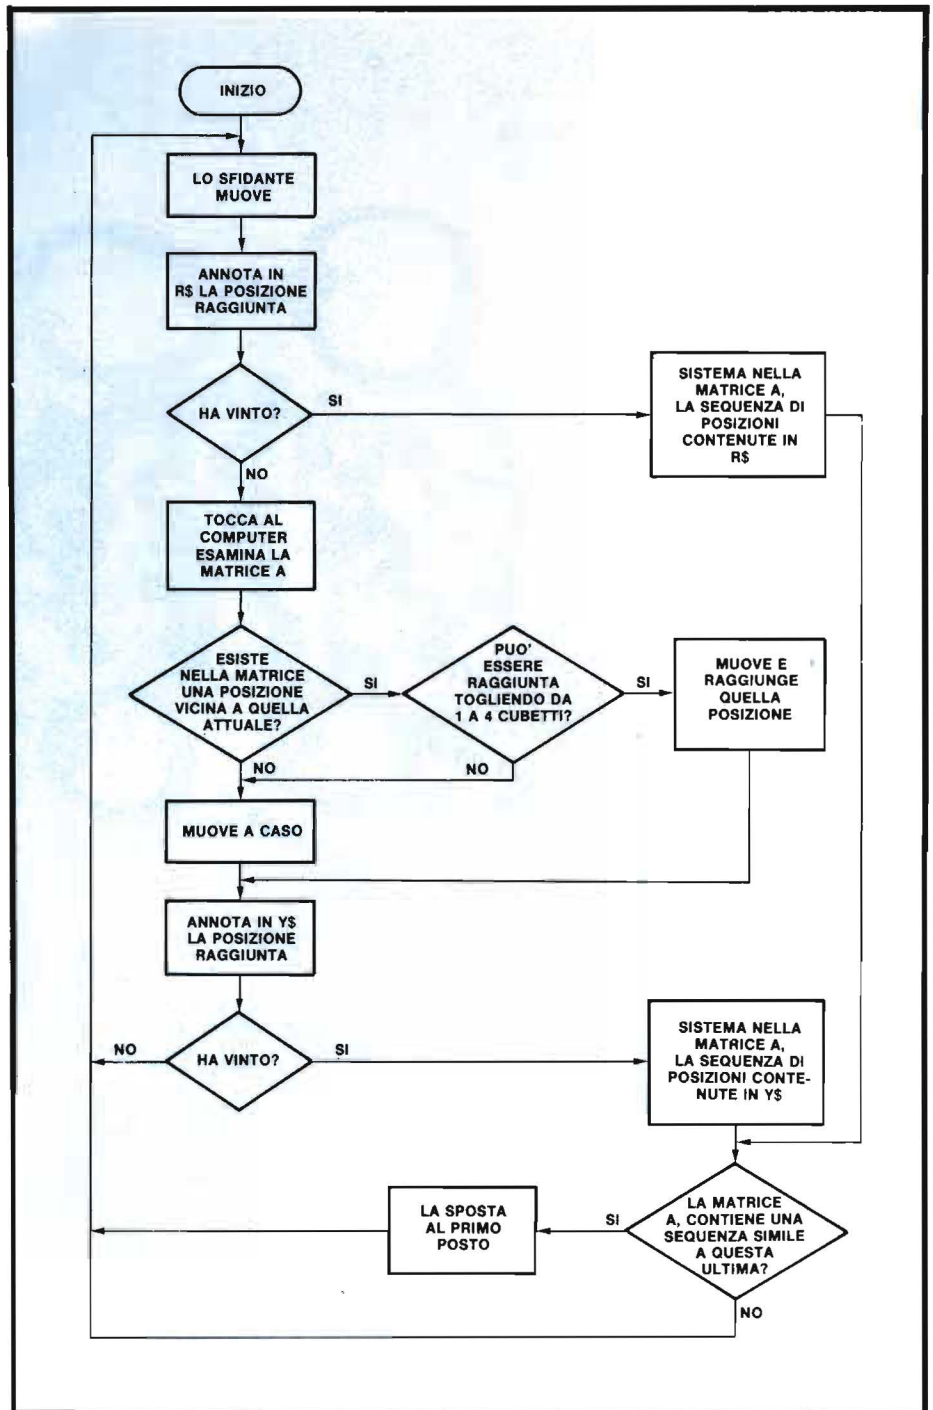 INIZIO
LO SFIDANTE
MUOVE
ANNOTA IN
R$ LA POSIZIONE
RAGGIUNTA
HA VINTO?
SI
NO
SISTEMA NELLA
MATRICE A,
LA SEQUENZA DI
POSIZIONI
CONTENUTE IN
R$
TOCCA AL
COMPUTER
ESAMINA LA
MATRICE A
ESISTE
NELLA MATRICE
UNA POSIZIONE
VICINA A QUELLA
ATTUALE?
SI
NO
PUO'
ESSERE
RAGGIUNTA
TOGLIENDO DA
1 A 4 CUBETTI?
SI
NO
MUOVE E
RAGGIUNGE
QUELLA
POSIZIONE
MUOVE A CASO
ANNOTA IN Y$
LA POSIZIONE
RAGGIUNTA
NO
HA VINTO?
SI
SISTEMA NELLA
MATRICE A,
LA SEQUENZA DI
POSIZIONI CONTE-
NUTE IN Y$
LA MATRICE
A, CONTIENE UNA
SEQUENZA SIMILE
A QUESTA
ULTIMA?
SI
LA SPOSTA
AL PRIMO
POSTO
NO